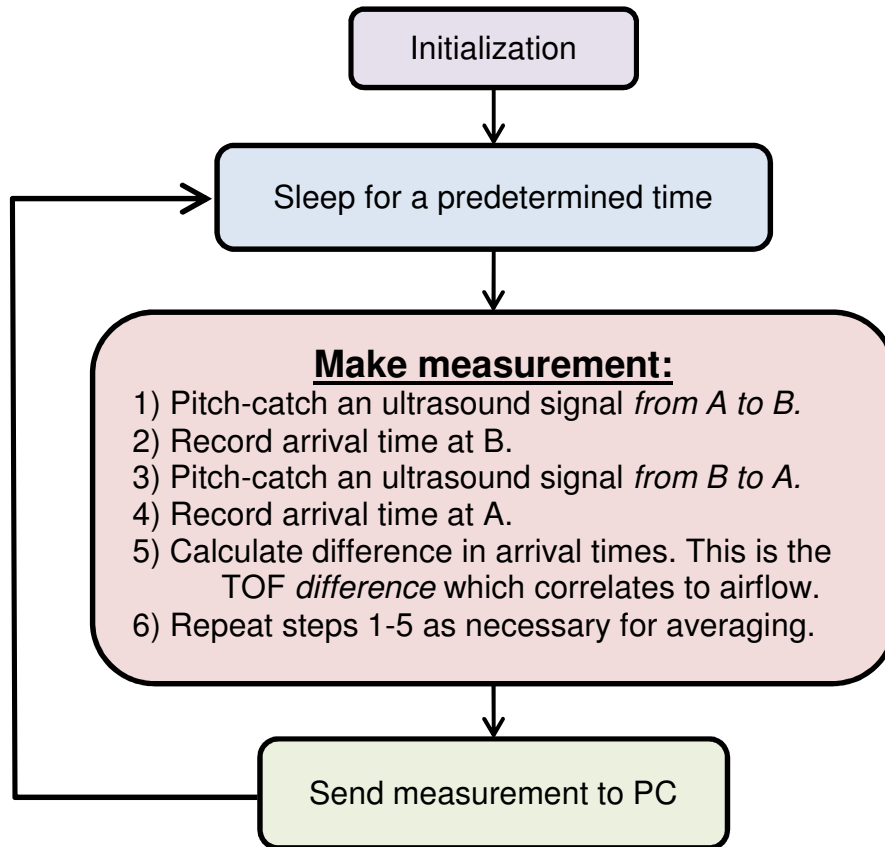 Initialization
Sleep for a predetermined time
Make measurement:
1) Pitch-catch an ultrasound signal from A to B.
2) Record arrival time at B.
3) Pitch-catch an ultrasound signal from B to A.
4) Record arrival time at A.
5) Calculate difference in arrival times. This is the
TOF difference which correlates to airflow.
6) Repeat steps 1-5 as necessary for averaging.
Send measurement to PC